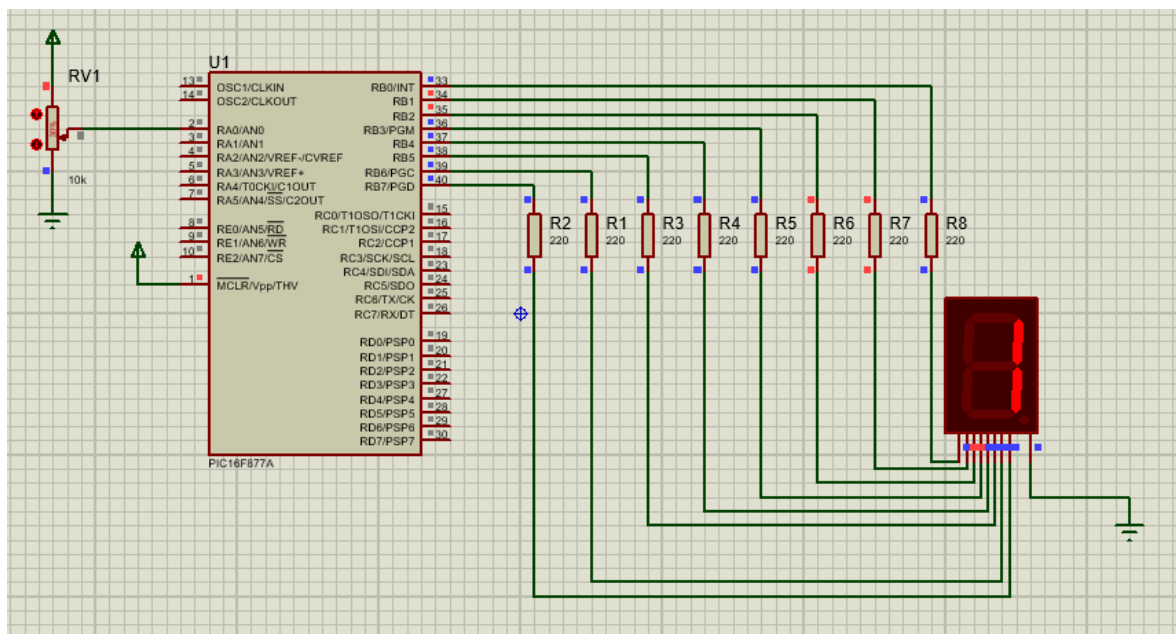 RV1
10k
U1
13 OSC1/CLKIN
14 OSC2/CLKOUT
2 RA0/AN0
3 RA1/AN1
4 RA2/AN2/VREF-/CVREF
5 RA3/AN3/VREF+
6 RA4/T0CKI/C1OUT
7 RA5/AN4/SS/C2OUT
8 RE0/AN5/RD
9 RE1/AN6/WR
10 RE2/AN7/CS
1 MCLR/Vpp/THV
RB0/INT 33
RB1 34
RB2 35
RB3/PGM 36
RB4 37
RB5 38
RB6/PGC 39
RB7/PGD 40
RC0/T1OSO/T1CKI 15
RC1/T1OSI/CCP2 16
RC2/CCP1 17
RC3/SCK/SCL 18
RC4/SDI/SDA 23
RC5/SDO 24
RC6/TX/CK 25
RC7/RX/DT 26
RD0/PSP0 19
RD1/PSP1 20
RD2/PSP2 21
RD3/PSP3 22
RD4/PSP4 27
RD5/PSP5 28
RD6/PSP6 29
RD7/PSP7 30
PIC16F877A
R2 R1 R3 R4 R5 R6 R7 R8
220 220 220 220 220 220 220 220
1